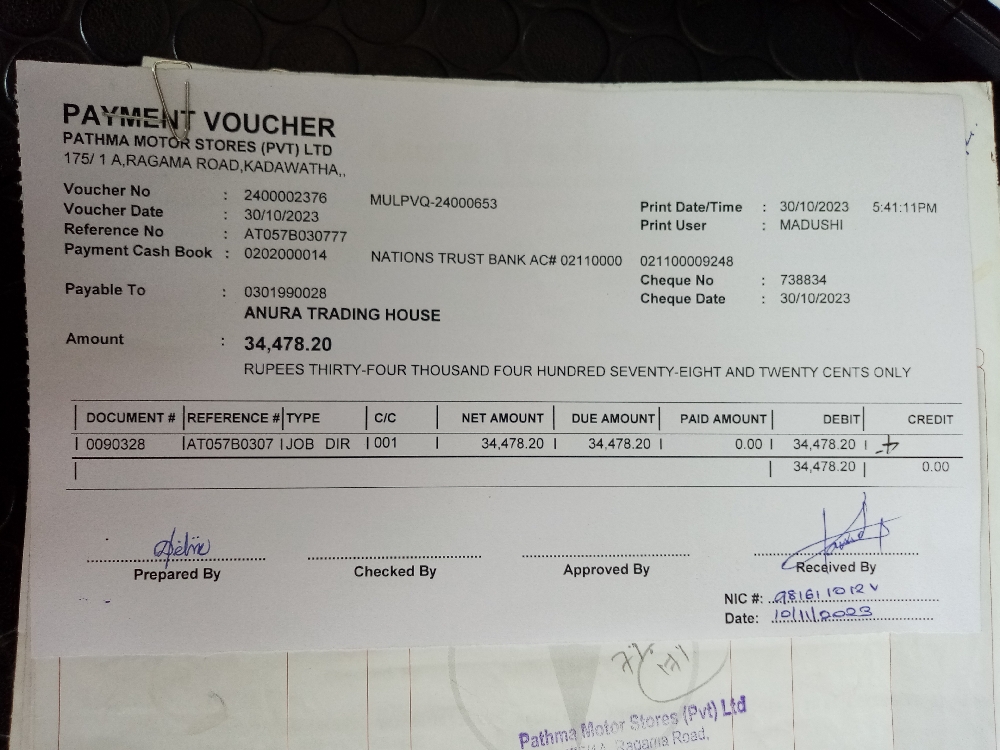 PAYMENT VOUCHER
PATHMA MOTOR STORES (PVT) LTD
175/ 1 A,RAGAMA ROAD,KADAWATHA,,
Voucher No : 2400002376 MULPVQ-24000653
Voucher Date : 30/10/2023
Reference No : AT057B030777
Payment Cash Book : 0202000014 NATIONS TRUST BANK AC# 02110000 021100009248
Print Date/Time : 30/10/2023 5:41:11PM
Print User : MADUSHI
Cheque No : 738834
Cheque Date : 30/10/2023
Payable To : 0301990028
ANURA TRADING HOUSE
Amount : 34,478.20
RUPEES THIRTY-FOUR THOUSAND FOUR HUNDRED SEVENTY-EIGHT AND TWENTY CENTS ONLY
DOCUMENT # REFERENCE # TYPE C/C NET AMOUNT DUE AMOUNT PAID AMOUNT DEBIT CREDIT
0090328 AT057B0307 JOB DIR 001 34,478.20 34,478.20 0.00 34,478.20
34,478.20 0.00
Prepared By Checked By Approved By Received By
NIC #: 981611012V
Date: 10/11/2023
Pathma Motor Stores (Pvt) Ltd
Ragama Road,